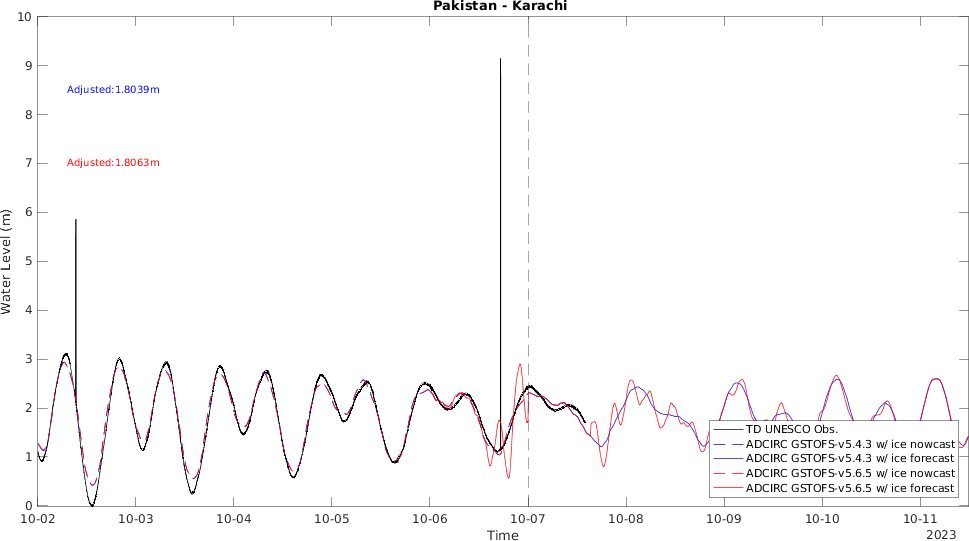 Pakistan - Karachi
10
9
8
7
6
5
4
3
2
1
0
Water Level (m)
Adjusted:1.8039m
Adjusted:1.8063m
TD UNESCO Obs.
ADCIRC GSTOFS-v5.4.3 w/ ice nowcast
ADCIRC GSTOFS-v5.4.3 w/ ice forecast
ADCIRC GSTOFS-v5.6.5 w/ ice nowcast
ADCIRC GSTOFS-v5.6.5 w/ ice forecast
10-02 10-03 10-04 10-05 10-06 10-07 10-08 10-09 10-10 10-11
Time
2023